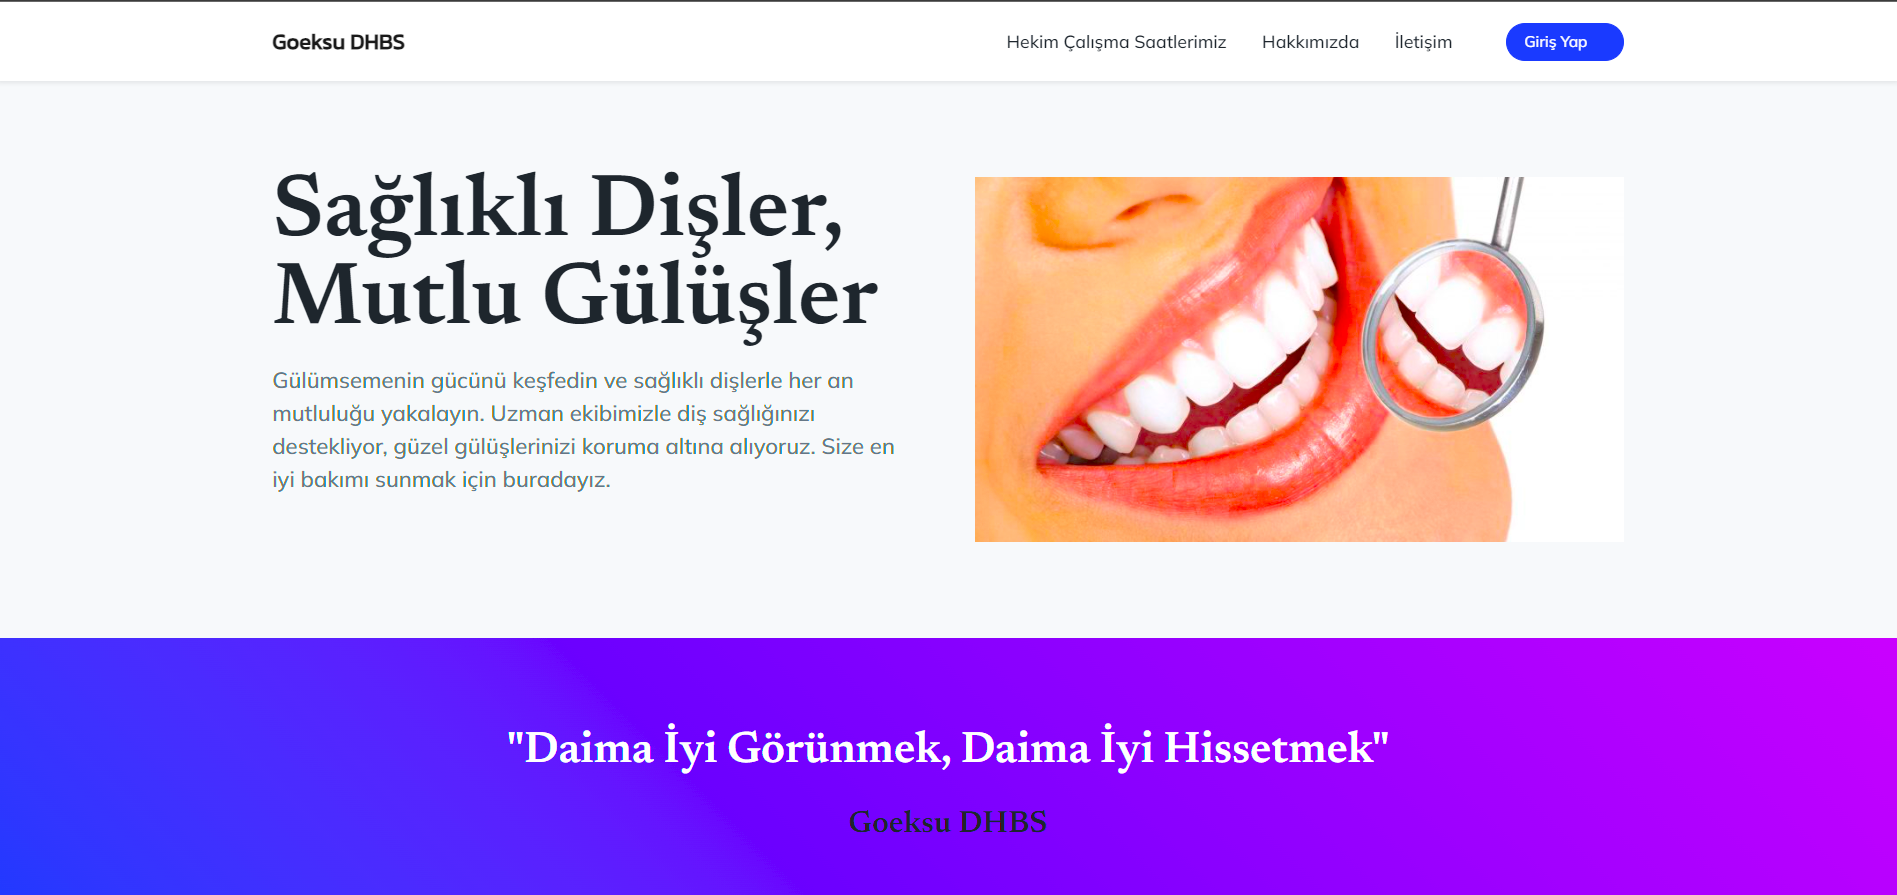 Goeksu DHBS
Hekim Çalışma Saatlerimiz
Hakkımızda
İletişim
Giriş Yap
Sağlıklı Dişler,
Mutlu Gülüşler
Gülümsemenin gücünü keşfedin ve sağlıklı dişlerle her an
mutluluğu yakalayın. Uzman ekibimizle diş sağlığınızı
destekliyor, güzel gülüşlerinizi koruma altına alıyoruz. Size en
iyi bakımı sunmak için buradayız.
"Daima İyi Görünmek, Daima İyi Hissetmek"
Goeksu DHBS